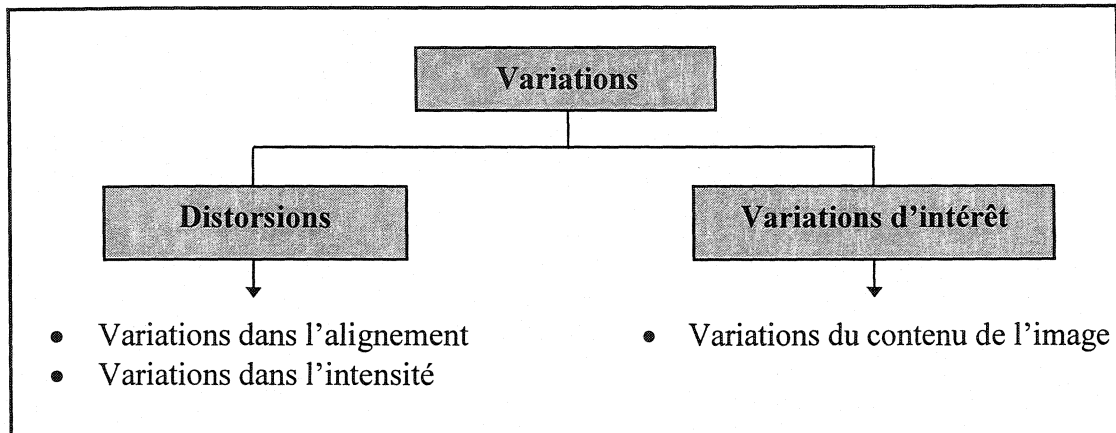 Variations
Distorsions
Variations d’intérêt
• Variations dans l’alignement
• Variations dans l’intensité
• Variations du contenu de l’image